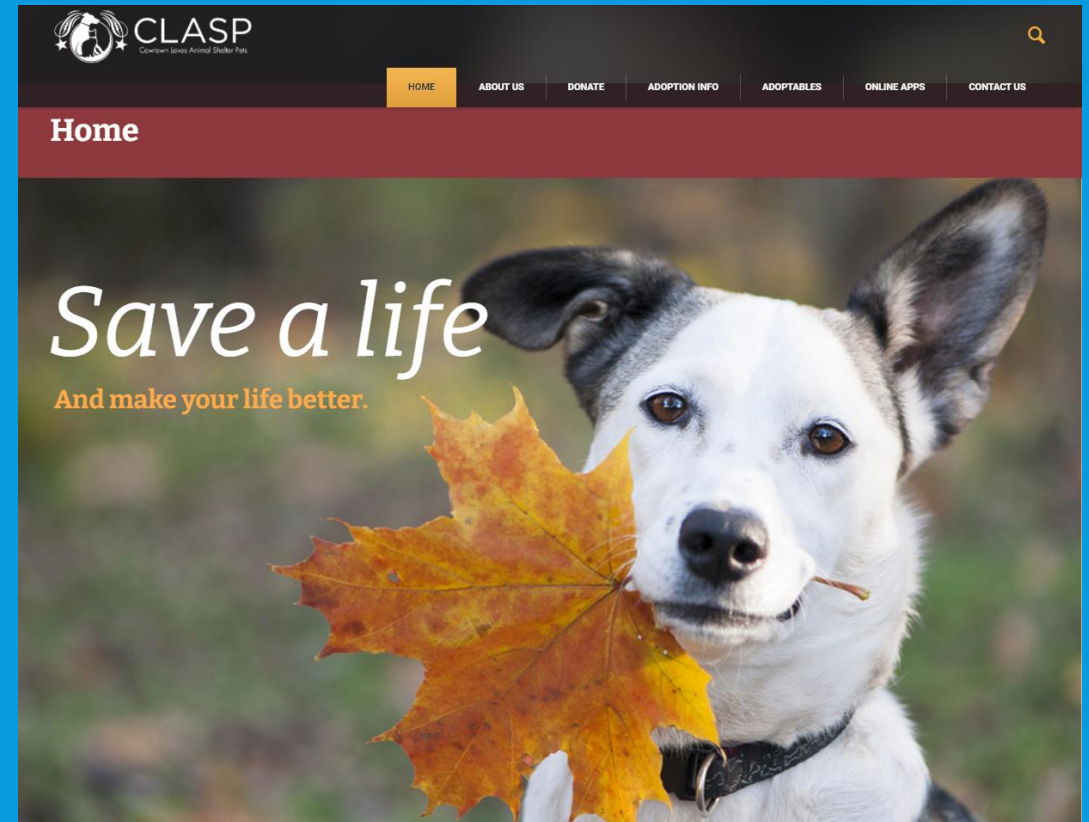 CLASP
Cowtown Loves Animal Shelter Pets
HOME ABOUT US DONATE ADOPTION INFO ADOPTABLES ONLINE APPS CONTACT US
Home
Save a life
And make your life better.